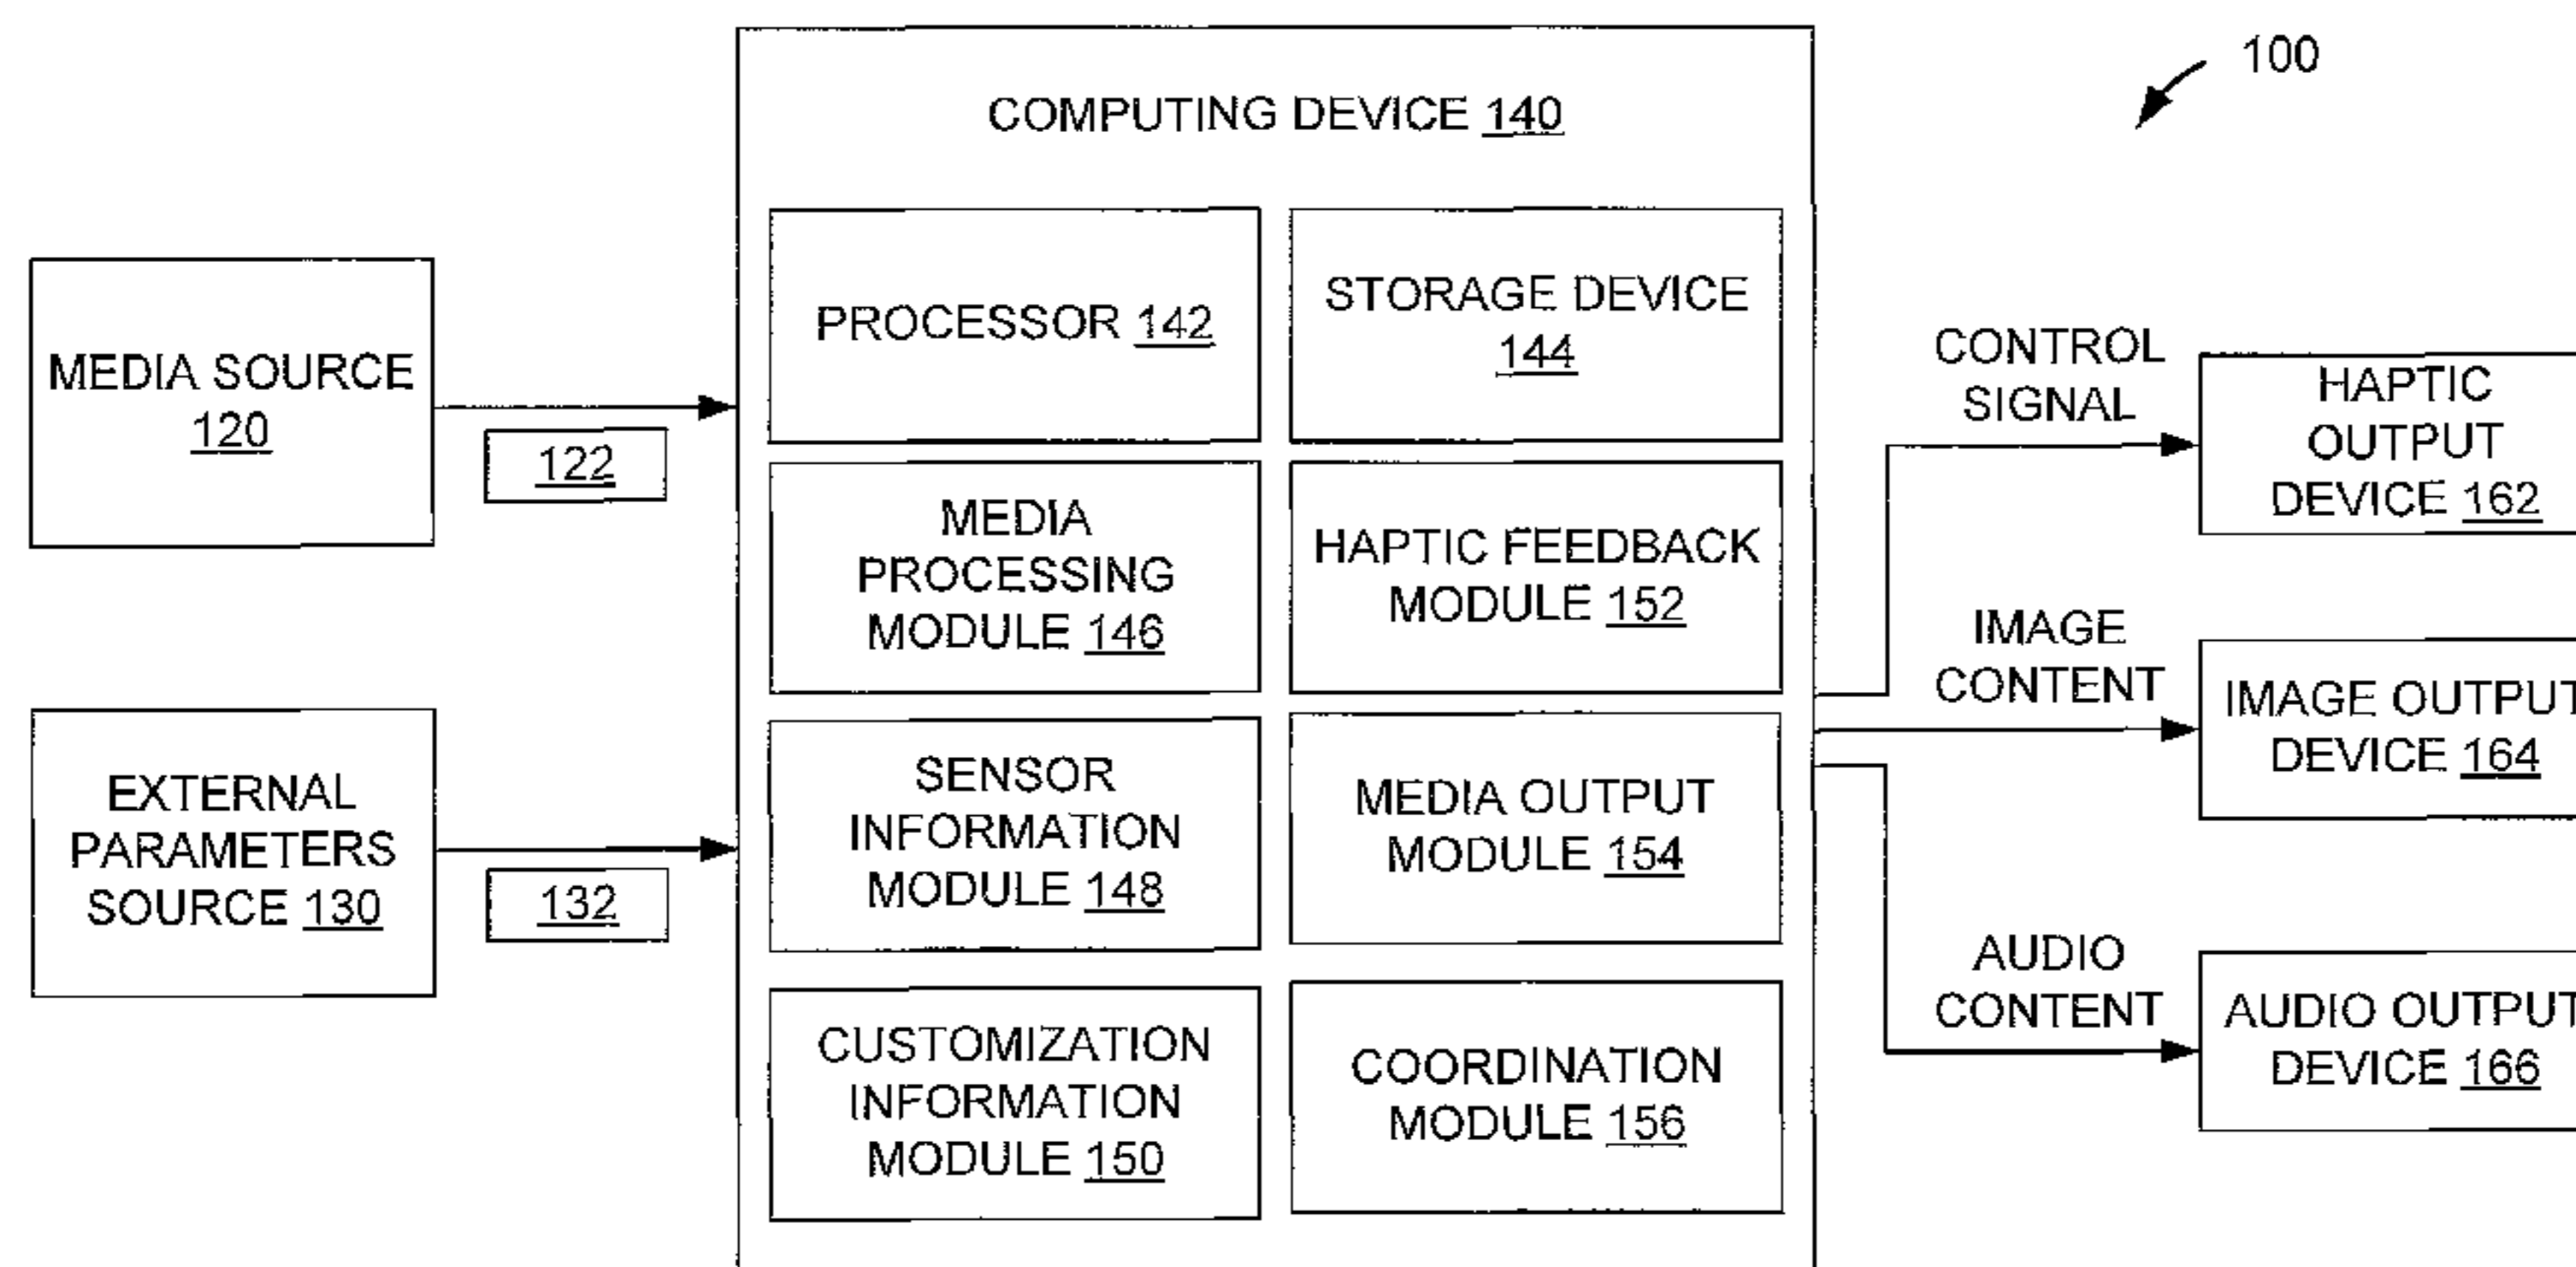 100
COMPUTING DEVICE 140
MEDIA SOURCE
120
122
EXTERNAL
PARAMETERS
SOURCE 130
132
PROCESSOR 142
STORAGE DEVICE
144
MEDIA
PROCESSING
MODULE 146
HAPTIC FEEDBACK
MODULE 152
SENSOR
INFORMATION
MODULE 148
MEDIA OUTPUT
MODULE 154
CUSTOMIZATION
INFORMATION
MODULE 150
COORDINATION
MODULE 156
CONTROL
SIGNAL
HAPTIC
OUTPUT
DEVICE 162
IMAGE
CONTENT
IMAGE OUTPUT
DEVICE 164
AUDIO
CONTENT
AUDIO OUTPUT
DEVICE 166